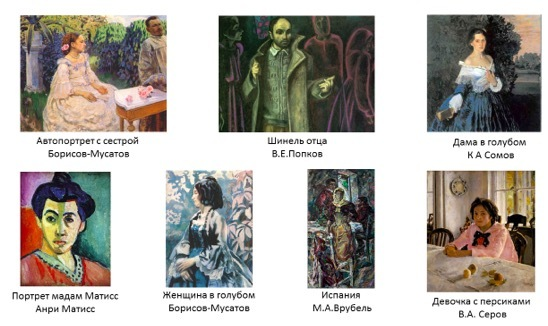 Автопортрет с сестрой
Борисов-Мусатов
Шинель отца
В.Е.Попков
Дама в голубом
К А Сомов
Портрет мадам Матисс
Анри Матисс
Женщина в голубом
Борисов-Мусатов
Испания
М.А.Врубель
Девочка с персиками
В.А. Серов